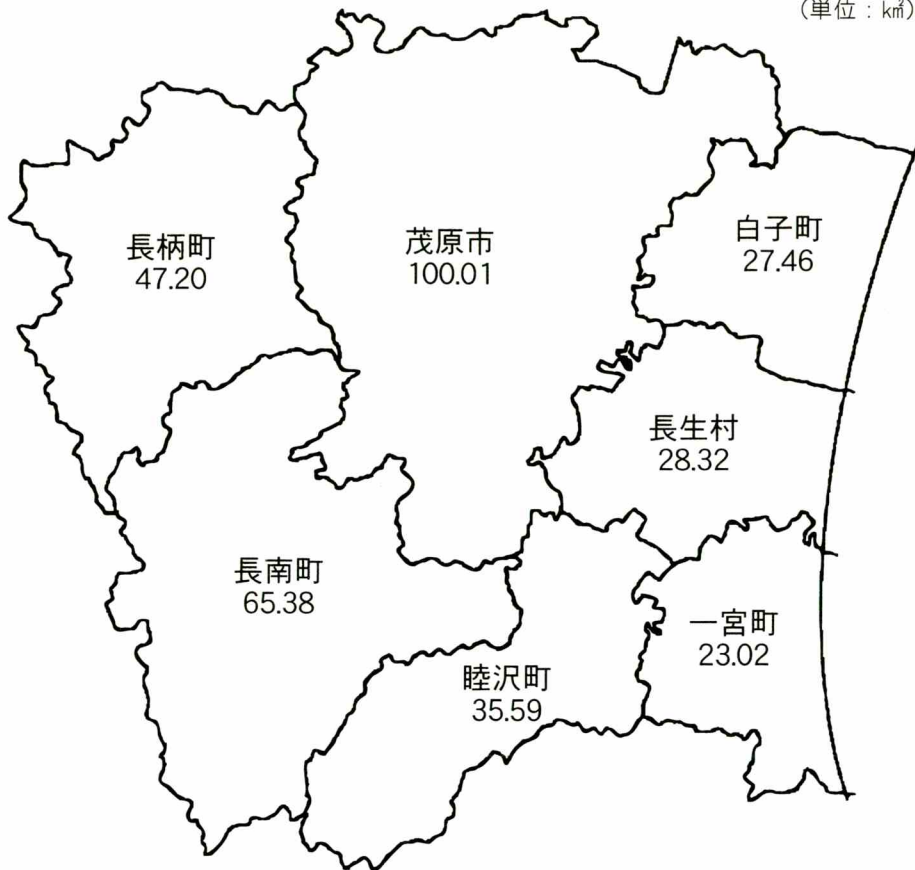 (単位：k㎡)
長柄町
47.20
茂原市
100.01
白子町
27.46
長生村
28.32
長南町
65.38
一宮町
23.02
睦沢町
35.59